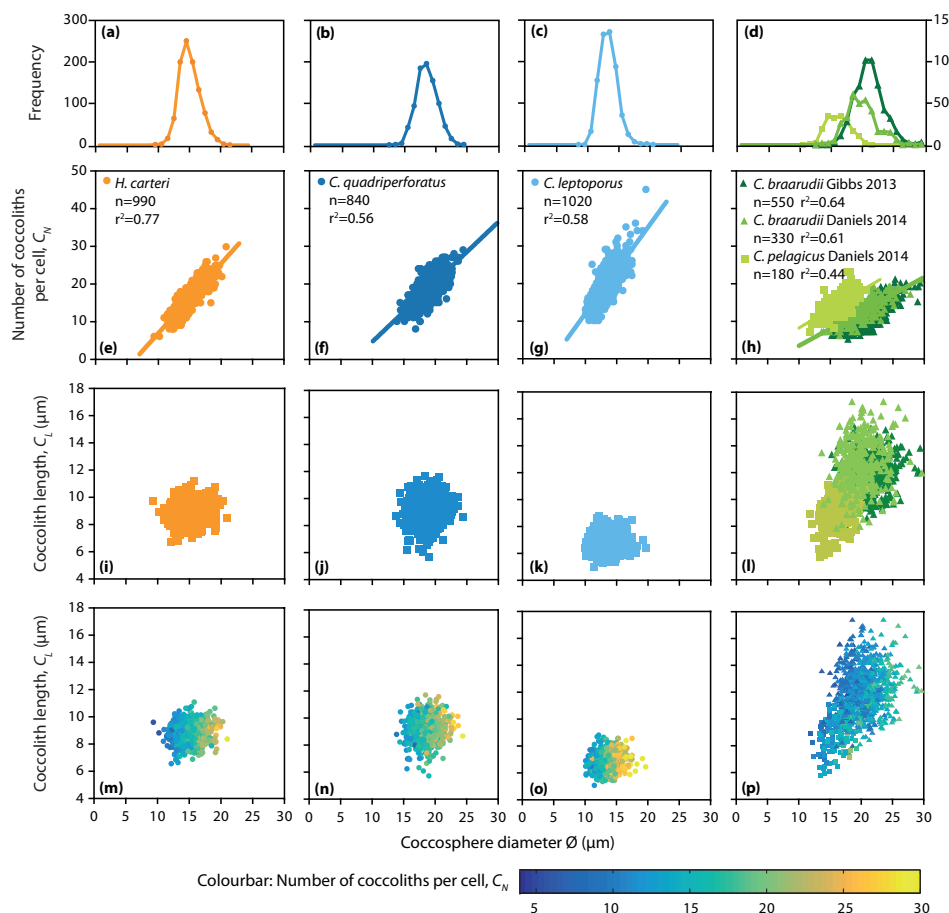 (a) (b) (c) (d)
Frequency
300
200
100
0
15
10
50
0
Number of coccoliths per cell, C_N
50
40
30
20
10
0
H. carteri
n=990
r²=0.77
(e)
C. quadriperforatus
n=840
r²=0.56
(f)
C. leptoporus
n=1020
r²=0.58
(g)
C. braarudii Gibbs 2013
n=550 r²=0.64
C. braarudii Daniels 2014
n=330 r²=0.61
C. pelagicus Daniels 2014
n=180 r²=0.44
(h)
Coccolith length, C_L (µm)
18
16
14
12
10
8
6
4
(i) (j) (k) (l)
Coccolith length, C_L (µm)
18
16
14
12
10
8
6
4
(m) (n) (o) (p)
0 5 10 15 20 25 30 0 5 10 15 20 25 30 0 5 10 15 20 25 30 0 5 10 15 20 25 30
Coccosphere diameter Ø (µm)
Colourbar: Number of coccoliths per cell, C_N
5 10 15 20 25 30